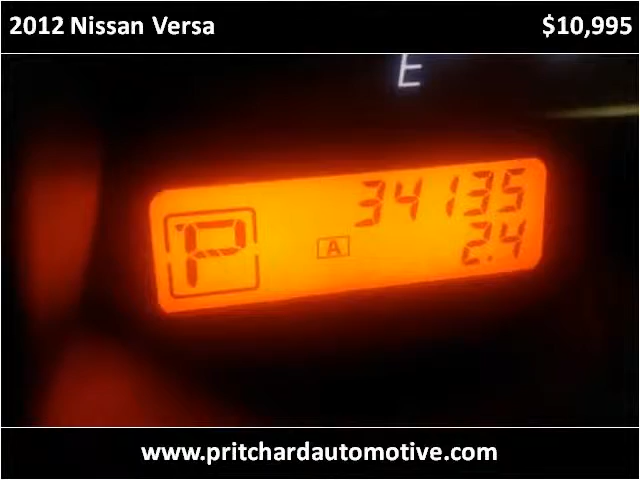 2012 Nissan Versa $10,995
E
34135
P A 2.4
www.pritchardautomotive.com